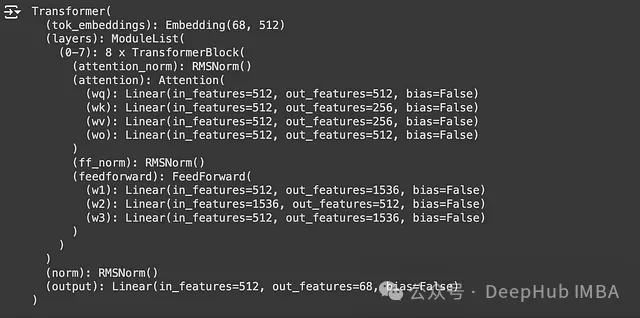 Transformer(
  (tok_embeddings): Embedding(68, 512)
  (layers): ModuleList(
    (0-7): 8 x TransformerBlock(
      (attention_norm): RMSNorm()
      (attention): Attention(
        (wq): Linear(in_features=512, out_features=512, bias=False)
        (wk): Linear(in_features=512, out_features=256, bias=False)
        (wv): Linear(in_features=512, out_features=256, bias=False)
        (wo): Linear(in_features=512, out_features=512, bias=False)
      )
      (ff_norm): RMSNorm()
      (feedforward): FeedForward(
        (w1): Linear(in_features=512, out_features=1536, bias=False)
        (w2): Linear(in_features=1536, out_features=512, bias=False)
        (w3): Linear(in_features=512, out_features=1536, bias=False)
      )
    )
  )
  (norm): RMSNorm()
  (output): Linear(in_features=512, out_features=68, bias=False)
)
公众号 · DeepHub IMBA